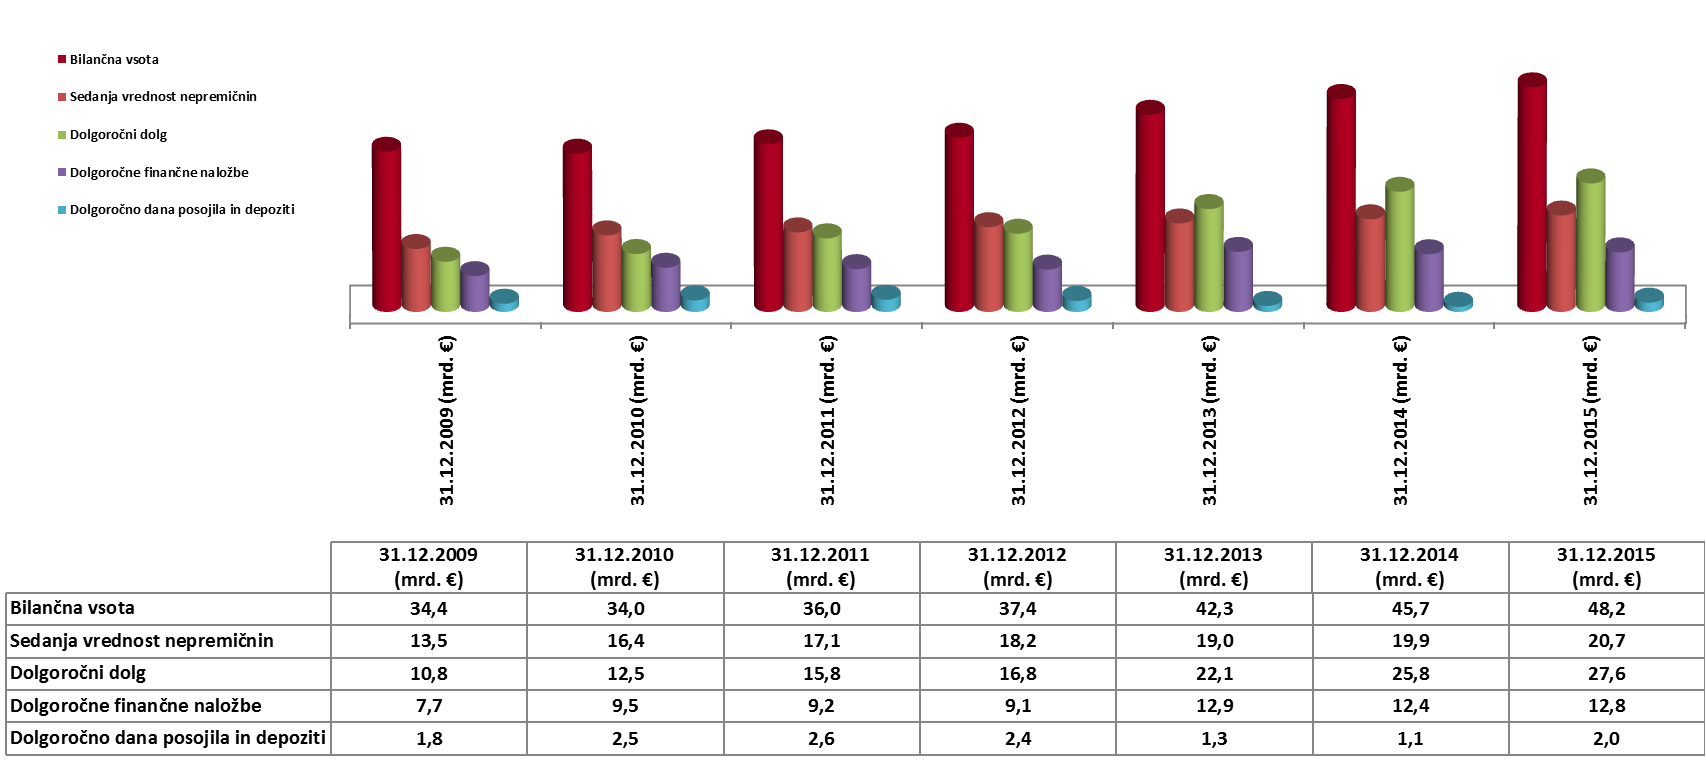 Bilančna vsota
Sedanja vrednost nepremičnin
Dolgoročni dolg
Dolgoročne finančne naložbe
Dolgoročno dana posojila in depoziti
31.12.2009 (mrd. €)
31.12.2010 (mrd. €)
31.12.2011 (mrd. €)
31.12.2012 (mrd. €)
31.12.2013 (mrd. €)
31.12.2014 (mrd. €)
31.12.2015 (mrd. €)
31.12.2009 31.12.2010 31.12.2011 31.12.2012 31.12.2013 31.12.2014 31.12.2015
(mrd. €) (mrd. €) (mrd. €) (mrd. €) (mrd. €) (mrd. €) (mrd. €)
Bilančna vsota 34,4 34,0 36,0 37,4 42,3 45,7 48,2
Sedanja vrednost nepremičnin 13,5 16,4 17,1 18,2 19,0 19,9 20,7
Dolgoročni dolg 10,8 12,5 15,8 16,8 22,1 25,8 27,6
Dolgoročne finančne naložbe 7,7 9,5 9,2 9,1 12,9 12,4 12,8
Dolgoročno dana posojila in depoziti 1,8 2,5 2,6 2,4 1,3 1,1 2,0